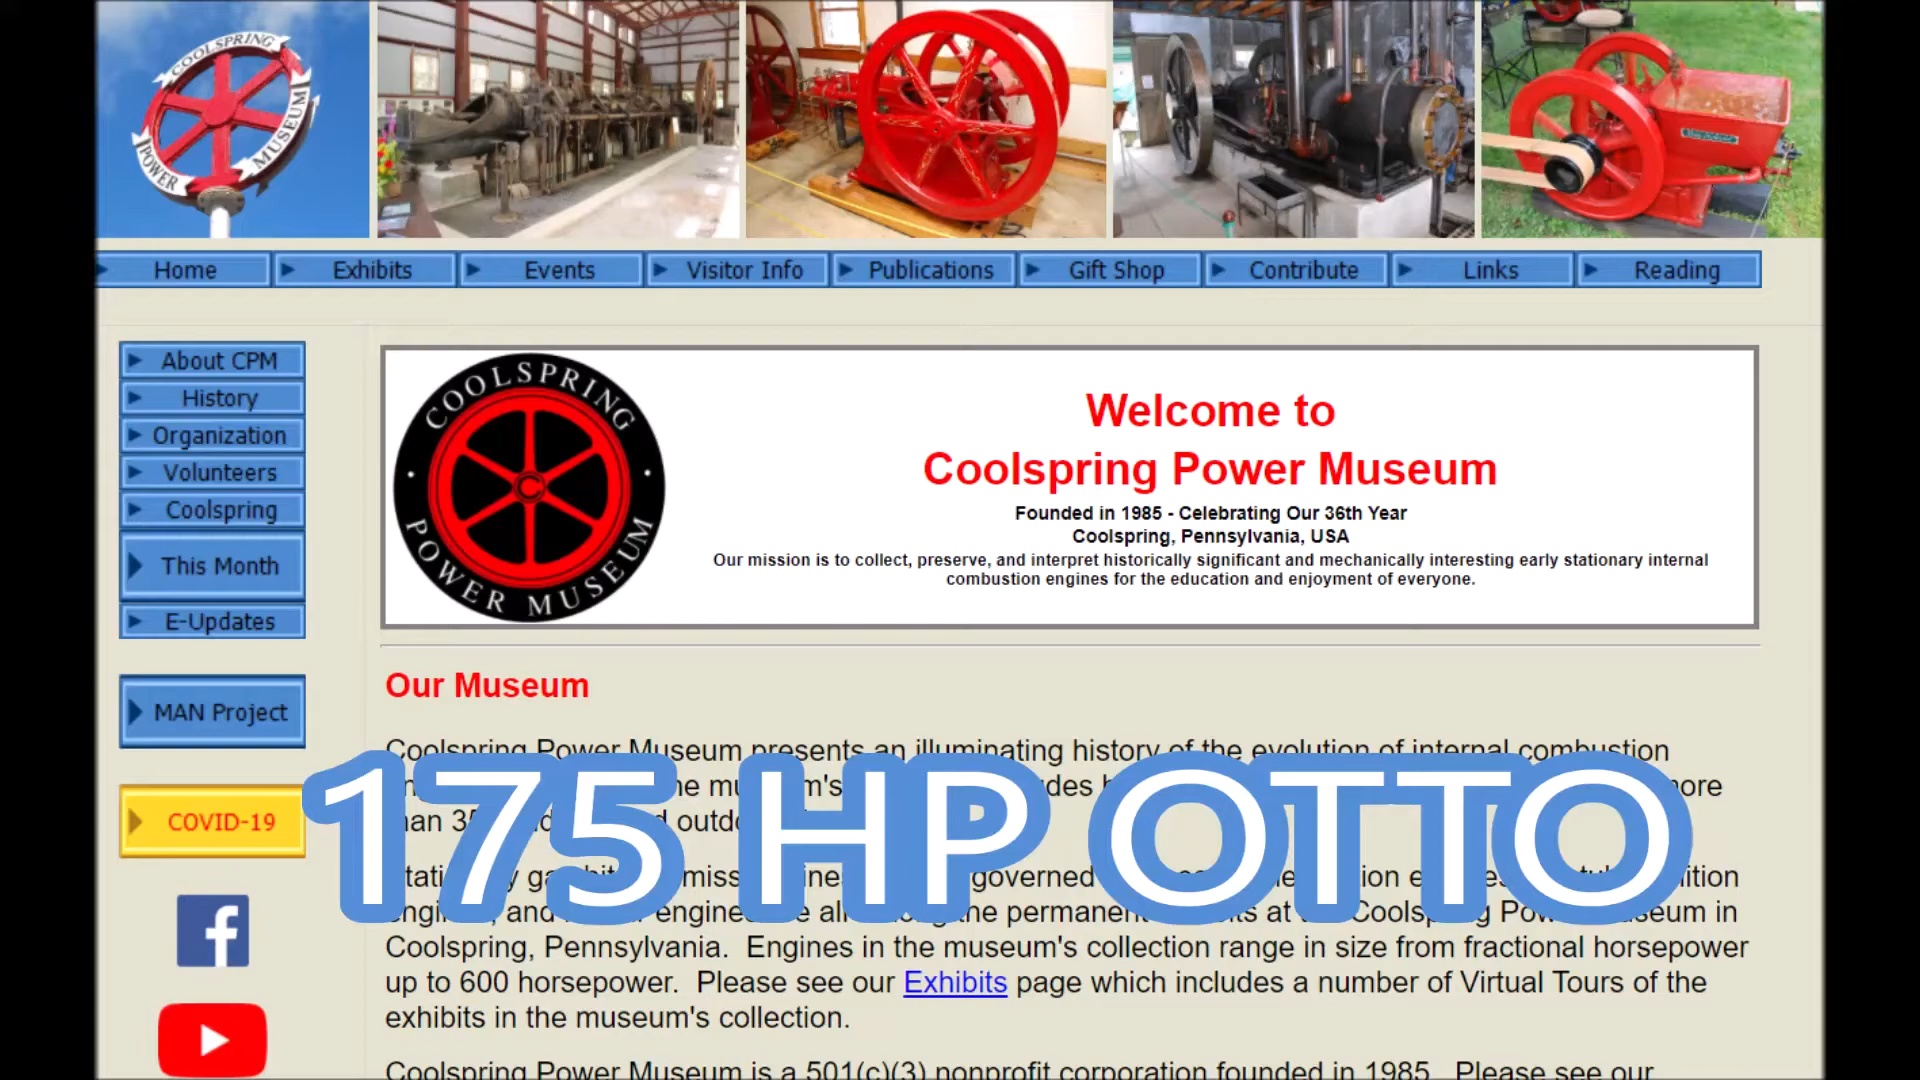 COOLSPRING
POWER
MUSEUM
Home
Exhibits
Events
Visitor Info
Publications
Gift Shop
Contribute
Links
Reading
About CPM
History
Organization
Volunteers
Coolspring
This Month
E-Updates
MAN Project
COVID-19
COOLSPRING
POWER MUSEUM
C
Welcome to
Coolspring Power Museum
Founded in 1985 - Celebrating Our 36th Year
Coolspring, Pennsylvania, USA
Our mission is to collect, preserve, and interpret historically significant and mechanically interesting early stationary internal
combustion engines for the education and enjoyment of everyone.
Our Museum
Coolspring Power Museum presents an illuminating history of the evolution of internal combustion
175 HP OTTO
and the permanent at Coolspring Museum in
Coolspring, Pennsylvania. Engines in the museum's collection range in size from fractional horsepower
up to 600 horsepower. Please see our Exhibits page which includes a number of Virtual Tours of the
exhibits in the museum's collection.
Coolspring Power Museum is a 501(c)(3) nonprofit corporation founded in 1985. Please see our